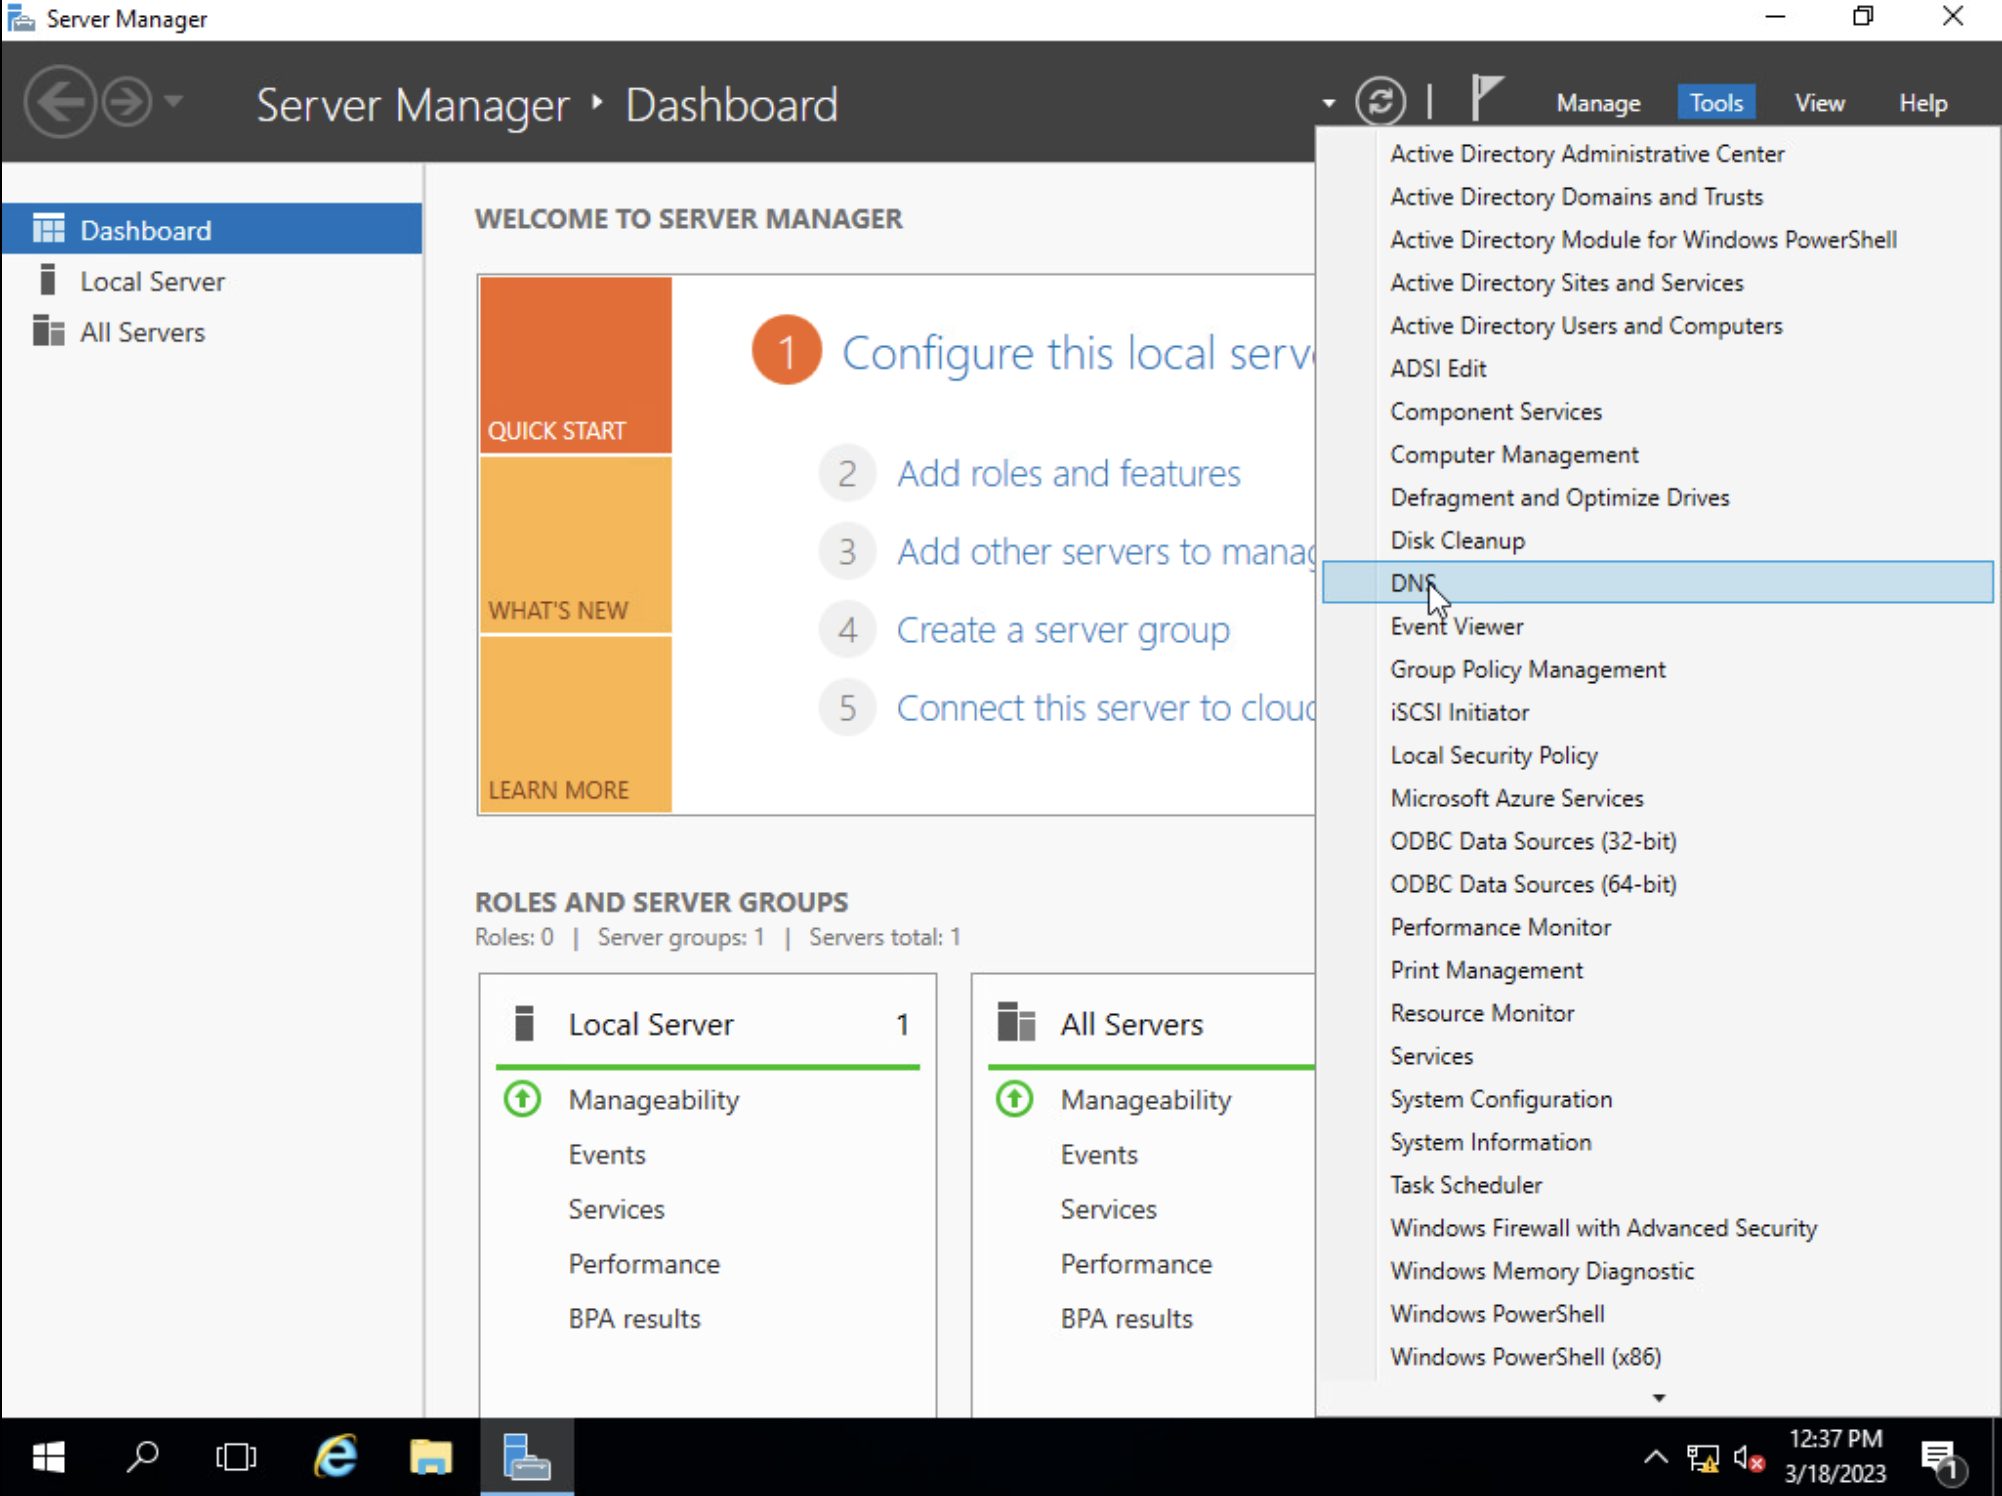 Server Manager
Server Manager ‣ Dashboard
Manage Tools View Help
Dashboard
Local Server
All Servers
WELCOME TO SERVER MANAGER
QUICK START
WHAT'S NEW
LEARN MORE
1 Configure this local serv
2 Add roles and features
3 Add other servers to manag
4 Create a server group
5 Connect this server to cloud
ROLES AND SERVER GROUPS
Roles: 0 | Server groups: 1 | Servers total: 1
Local Server 1
Manageability
Events
Services
Performance
BPA results
All Servers
Manageability
Events
Services
Performance
BPA results
Active Directory Administrative Center
Active Directory Domains and Trusts
Active Directory Module for Windows PowerShell
Active Directory Sites and Services
Active Directory Users and Computers
ADSI Edit
Component Services
Computer Management
Defragment and Optimize Drives
Disk Cleanup
DNS
Event Viewer
Group Policy Management
iSCSI Initiator
Local Security Policy
Microsoft Azure Services
ODBC Data Sources (32-bit)
ODBC Data Sources (64-bit)
Performance Monitor
Print Management
Resource Monitor
Services
System Configuration
System Information
Task Scheduler
Windows Firewall with Advanced Security
Windows Memory Diagnostic
Windows PowerShell
Windows PowerShell (x86)
12:37 PM
3/18/2023
1